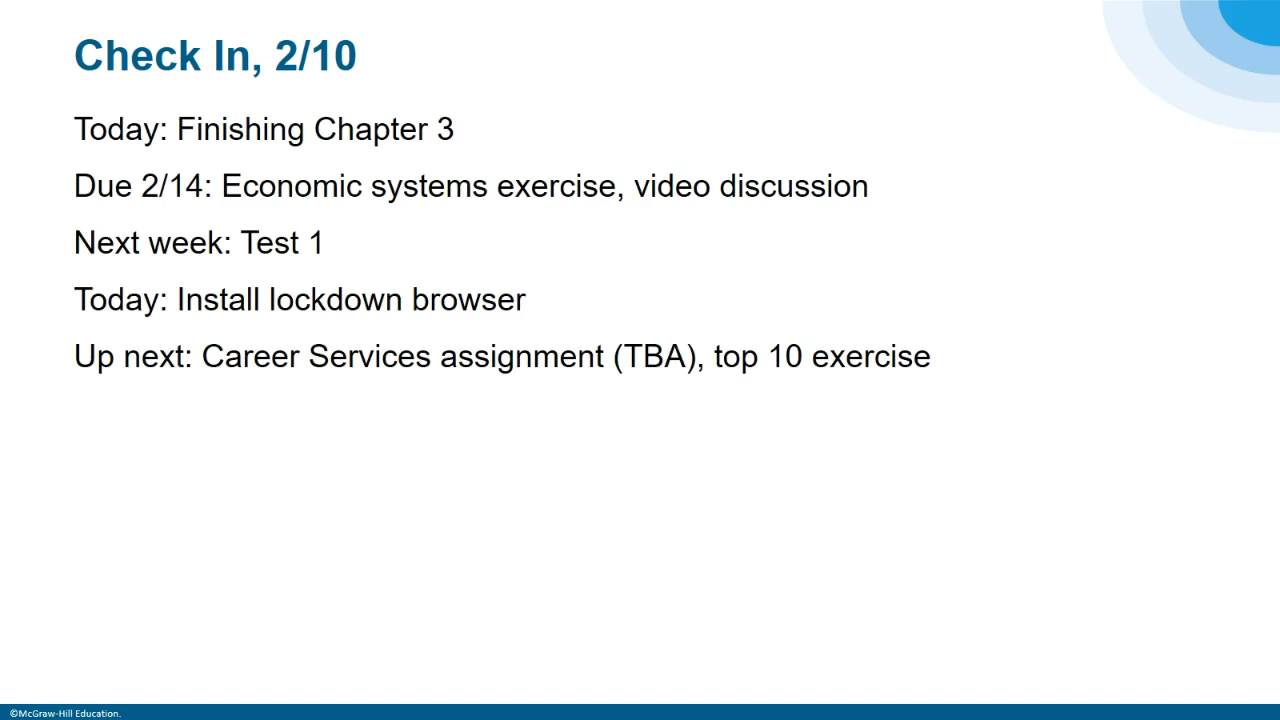 Check In, 2/10
Today: Finishing Chapter 3
Due 2/14: Economic systems exercise, video discussion
Next week: Test 1
Today: Install lockdown browser
Up next: Career Services assignment (TBA), top 10 exercise
©McGraw-Hill Education.